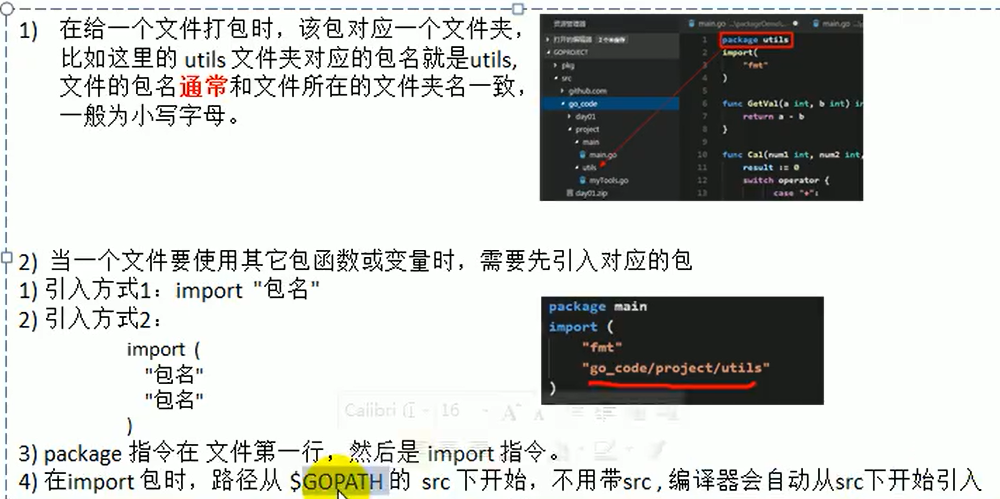 1) 在给一个文件打包时，该包对应一个文件夹，
比如这里的 utils 文件夹对应的包名就是utils,
文件的包名通常和文件所在的文件夹名一致，
一般为小写字母。
资源管理器
打开的编辑器
GOPROJECT
pkg
src
github.com
go_code
day01
project
main
main.go
utils
myTools.go
day01.zip
main.go
main.go
1 package utils
2 import(
3 "fmt"
4 )
5
6 func GetVal(a int, b int) in
7 return a - b
8 }
9
10 func Cal(num1 int, num2 int,
11 result := 0
12 switch operator {
13 case "+":
2) 当一个文件要使用其它包函数或变量时，需要先引入对应的包
1) 引入方式1：import "包名"
2) 引入方式2：
import (
"包名"
"包名"
)
package main
import (
"fmt"
"go_code/project/utils"
)
Calibri
16
3) package 指令在 文件第一行，然后是 import 指令。
4) 在import 包时，路径从 $GOPATH 的 src 下开始，不用带src , 编译器会自动从src下开始引入